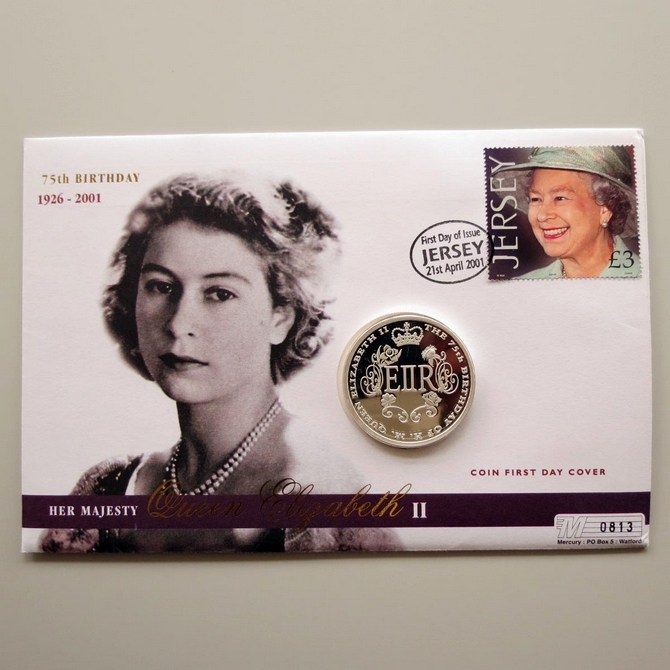 75th BIRTHDAY
1926 - 2001
First Day of Issue
JERSEY
21st April 2001
JERSEY
£3
QUEEN ELIZABETH II THE 75th BIRTHDAY OF H. M.
EIIR
COIN FIRST DAY COVER
HER MAJESTY Queen Elizabeth II
M 0813
Mercury : PO Box 5 : Watford